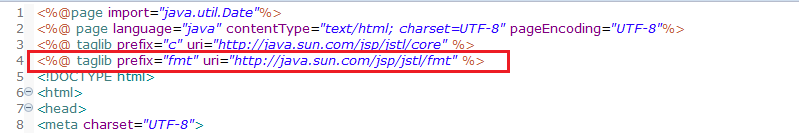 1 <%@page import="java.util.Date"%>
2 <%@ page language="java" contentType="text/html; charset=UTF-8" pageEncoding="UTF-8"%>
3 <%@ taglib prefix="c" uri="http://java.sun.com/jsp/jstl/core" %>
4 <%@ taglib prefix="fmt" uri="http://java.sun.com/jsp/jstl/fmt" %>
5 <!DOCTYPE html>
6 <html>
7 <head>
8 <meta charset="UTF-8">